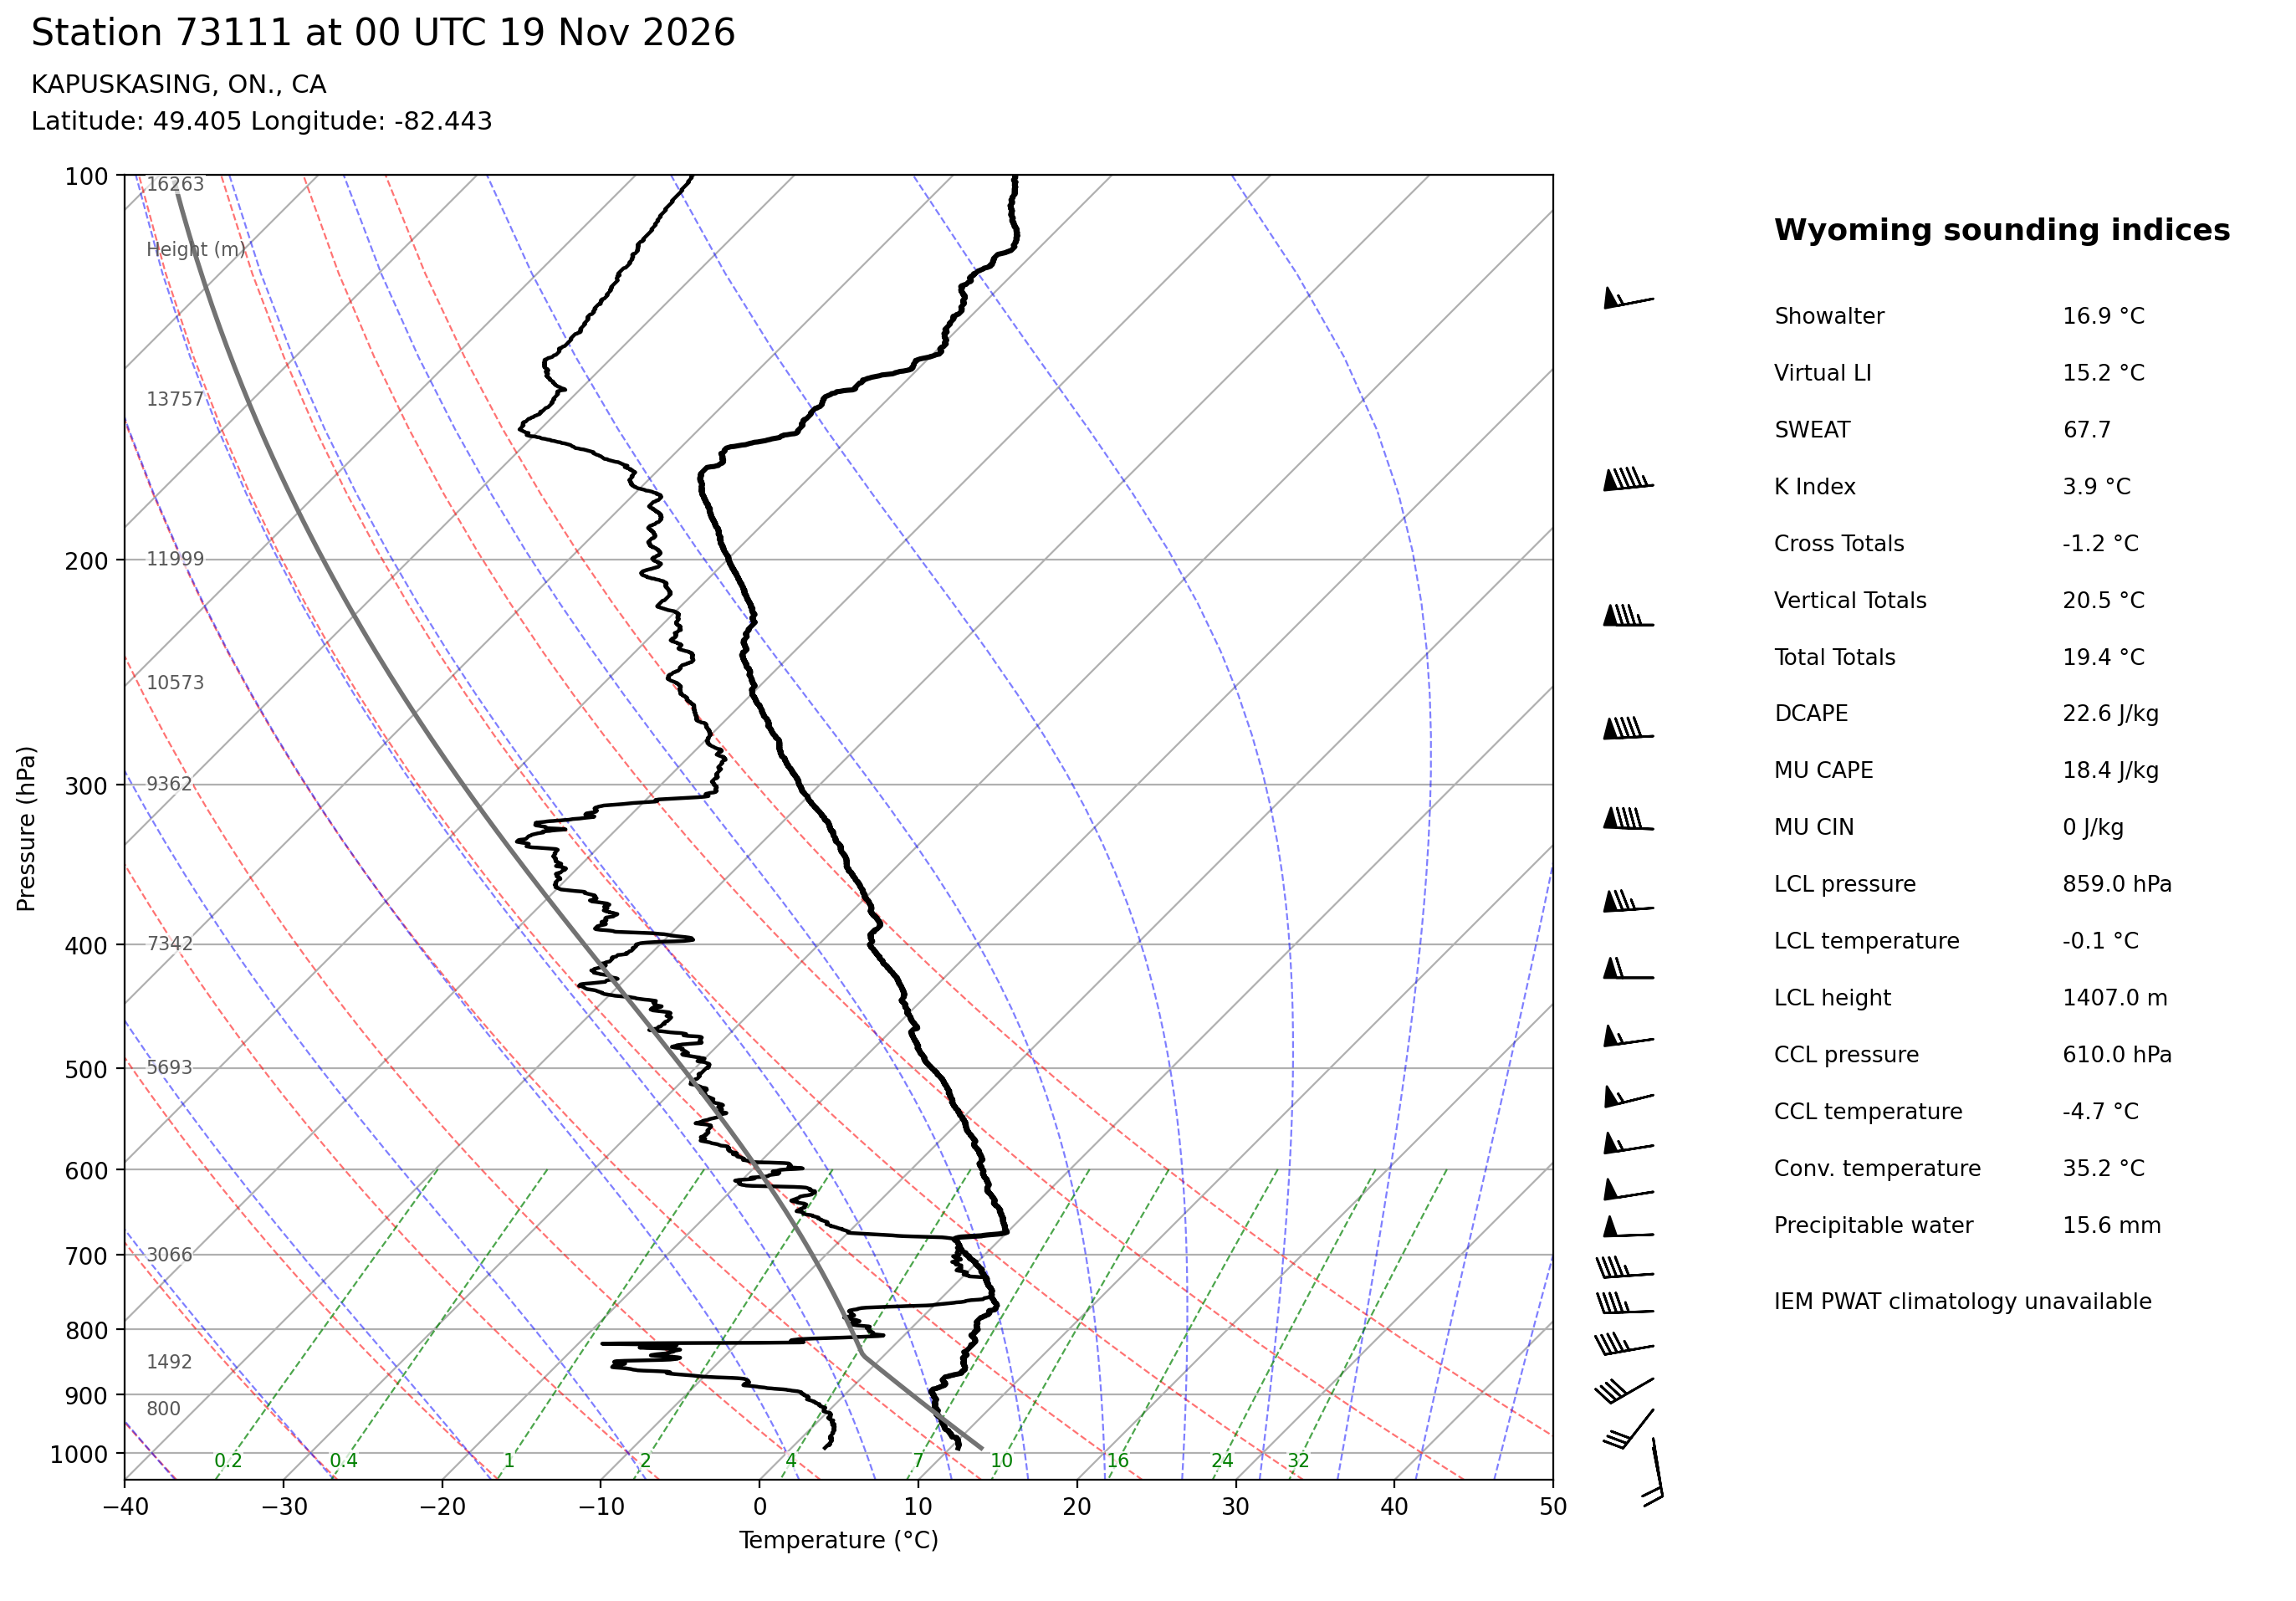 Station 73111 at 00 UTC 19 Nov 2026
KAPUSKASING, ON., CA
Latitude: 49.405 Longitude: -82.443
100
200
300
400
500
600
700
800
900
1000
Pressure (hPa)
16263
Height (m)
13757
11999
10573
9362
7342
5693
3066
1492
800
0.2
0.4
1
2
4
7
10
16
24
32
−40
−30
−20
−10
0
10
20
30
40
50
Temperature (°C)
Wyoming sounding indices
Showalter 16.9 °C
Virtual LI 15.2 °C
SWEAT 67.7
K Index 3.9 °C
Cross Totals -1.2 °C
Vertical Totals 20.5 °C
Total Totals 19.4 °C
DCAPE 22.6 J/kg
MU CAPE 18.4 J/kg
MU CIN 0 J/kg
LCL pressure 859.0 hPa
LCL temperature -0.1 °C
LCL height 1407.0 m
CCL pressure 610.0 hPa
CCL temperature -4.7 °C
Conv. temperature 35.2 °C
Precipitable water 15.6 mm
IEM PWAT climatology unavailable